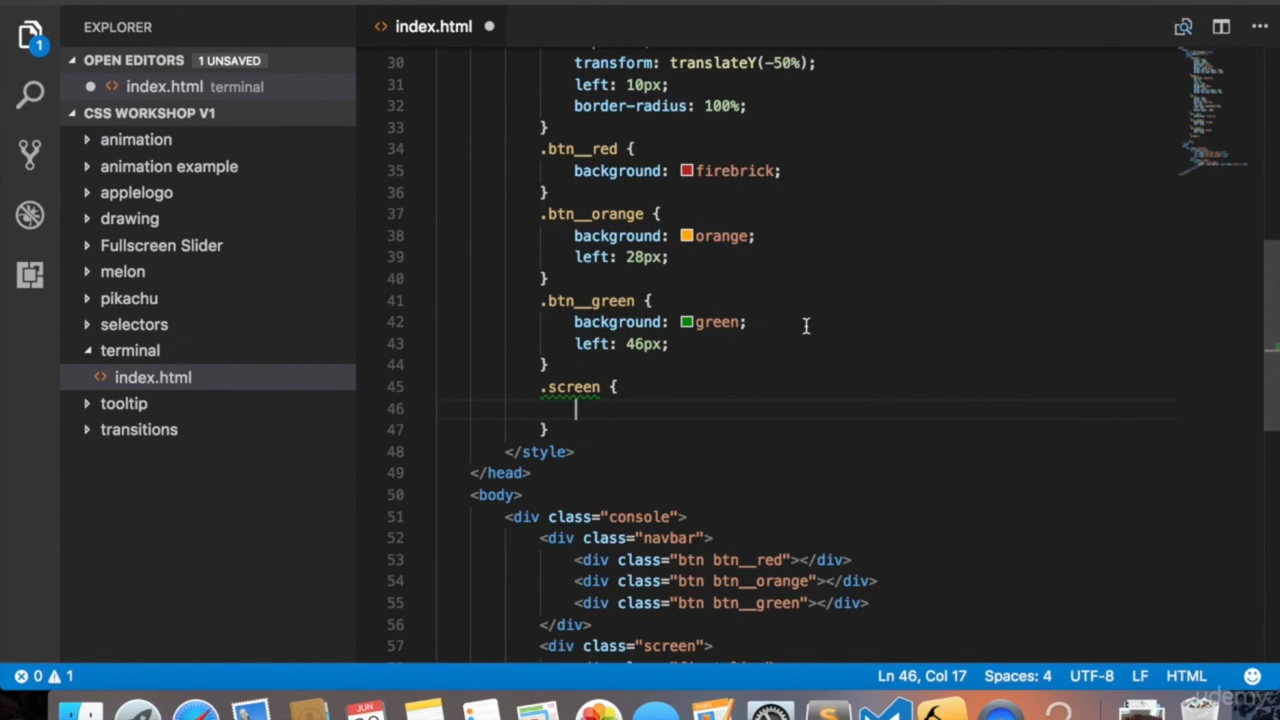 EXPLORER
index.html
OPEN EDITORS 1 UNSAVED
index.html terminal
CSS WORKSHOP V1
animation
animation example
applelogo
drawing
Fullscreen Slider
melon
pikachu
selectors
terminal
index.html
tooltip
transitions
1
30 transform: translateY(-50%);
31 left: 10px;
32 border-radius: 100%;
33 }
34 .btn__red {
35 background: firebrick;
36 }
37 .btn__orange {
38 background: orange;
39 left: 28px;
40 }
41 .btn__green {
42 background: green;
43 left: 46px;
44 }
45 .screen {
46
47 }
48 </style>
49 </head>
50 <body>
51 <div class="console">
52 <div class="navbar">
53 <div class="btn btn__red"></div>
54 <div class="btn btn__orange"></div>
55 <div class="btn btn__green"></div>
56 </div>
57 <div class="screen">
0 1 Ln 46, Col 17 Spaces: 4 UTF-8 LF HTML
JUN
udemy